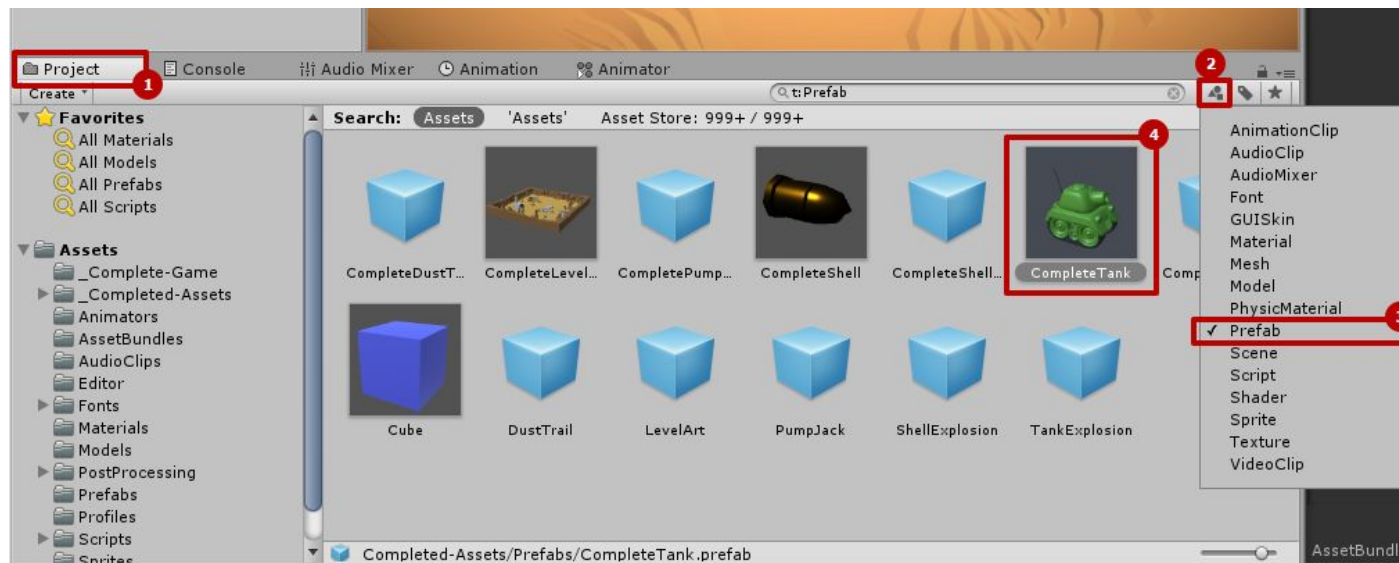 Project
Console
Audio Mixer
Animation
Animator
1
2
Create
t:Prefab
Favorites
All Materials
All Models
All Prefabs
All Scripts
Assets
_Complete-Game
_Completed-Assets
Animators
AssetBundles
AudioClips
Editor
Fonts
Materials
Models
PostProcessing
Prefabs
Profiles
Scripts
Sprites
Search: Assets 'Assets' Asset Store: 999+ / 999+
4
CompleteDustT...
CompleteLevel...
CompletePump...
CompleteShell
CompleteShell...
CompleteTank
Comp
Cube
DustTrail
LevelArt
PumpJack
ShellExplosion
TankExplosion
Completed-Assets/Prefabs/CompleteTank.prefab
AnimationClip
AudioClip
AudioMixer
Font
GUISkin
Material
Mesh
Model
PhysicMaterial
3
✓ Prefab
Scene
Script
Shader
Sprite
Texture
VideoClip
AssetBundl